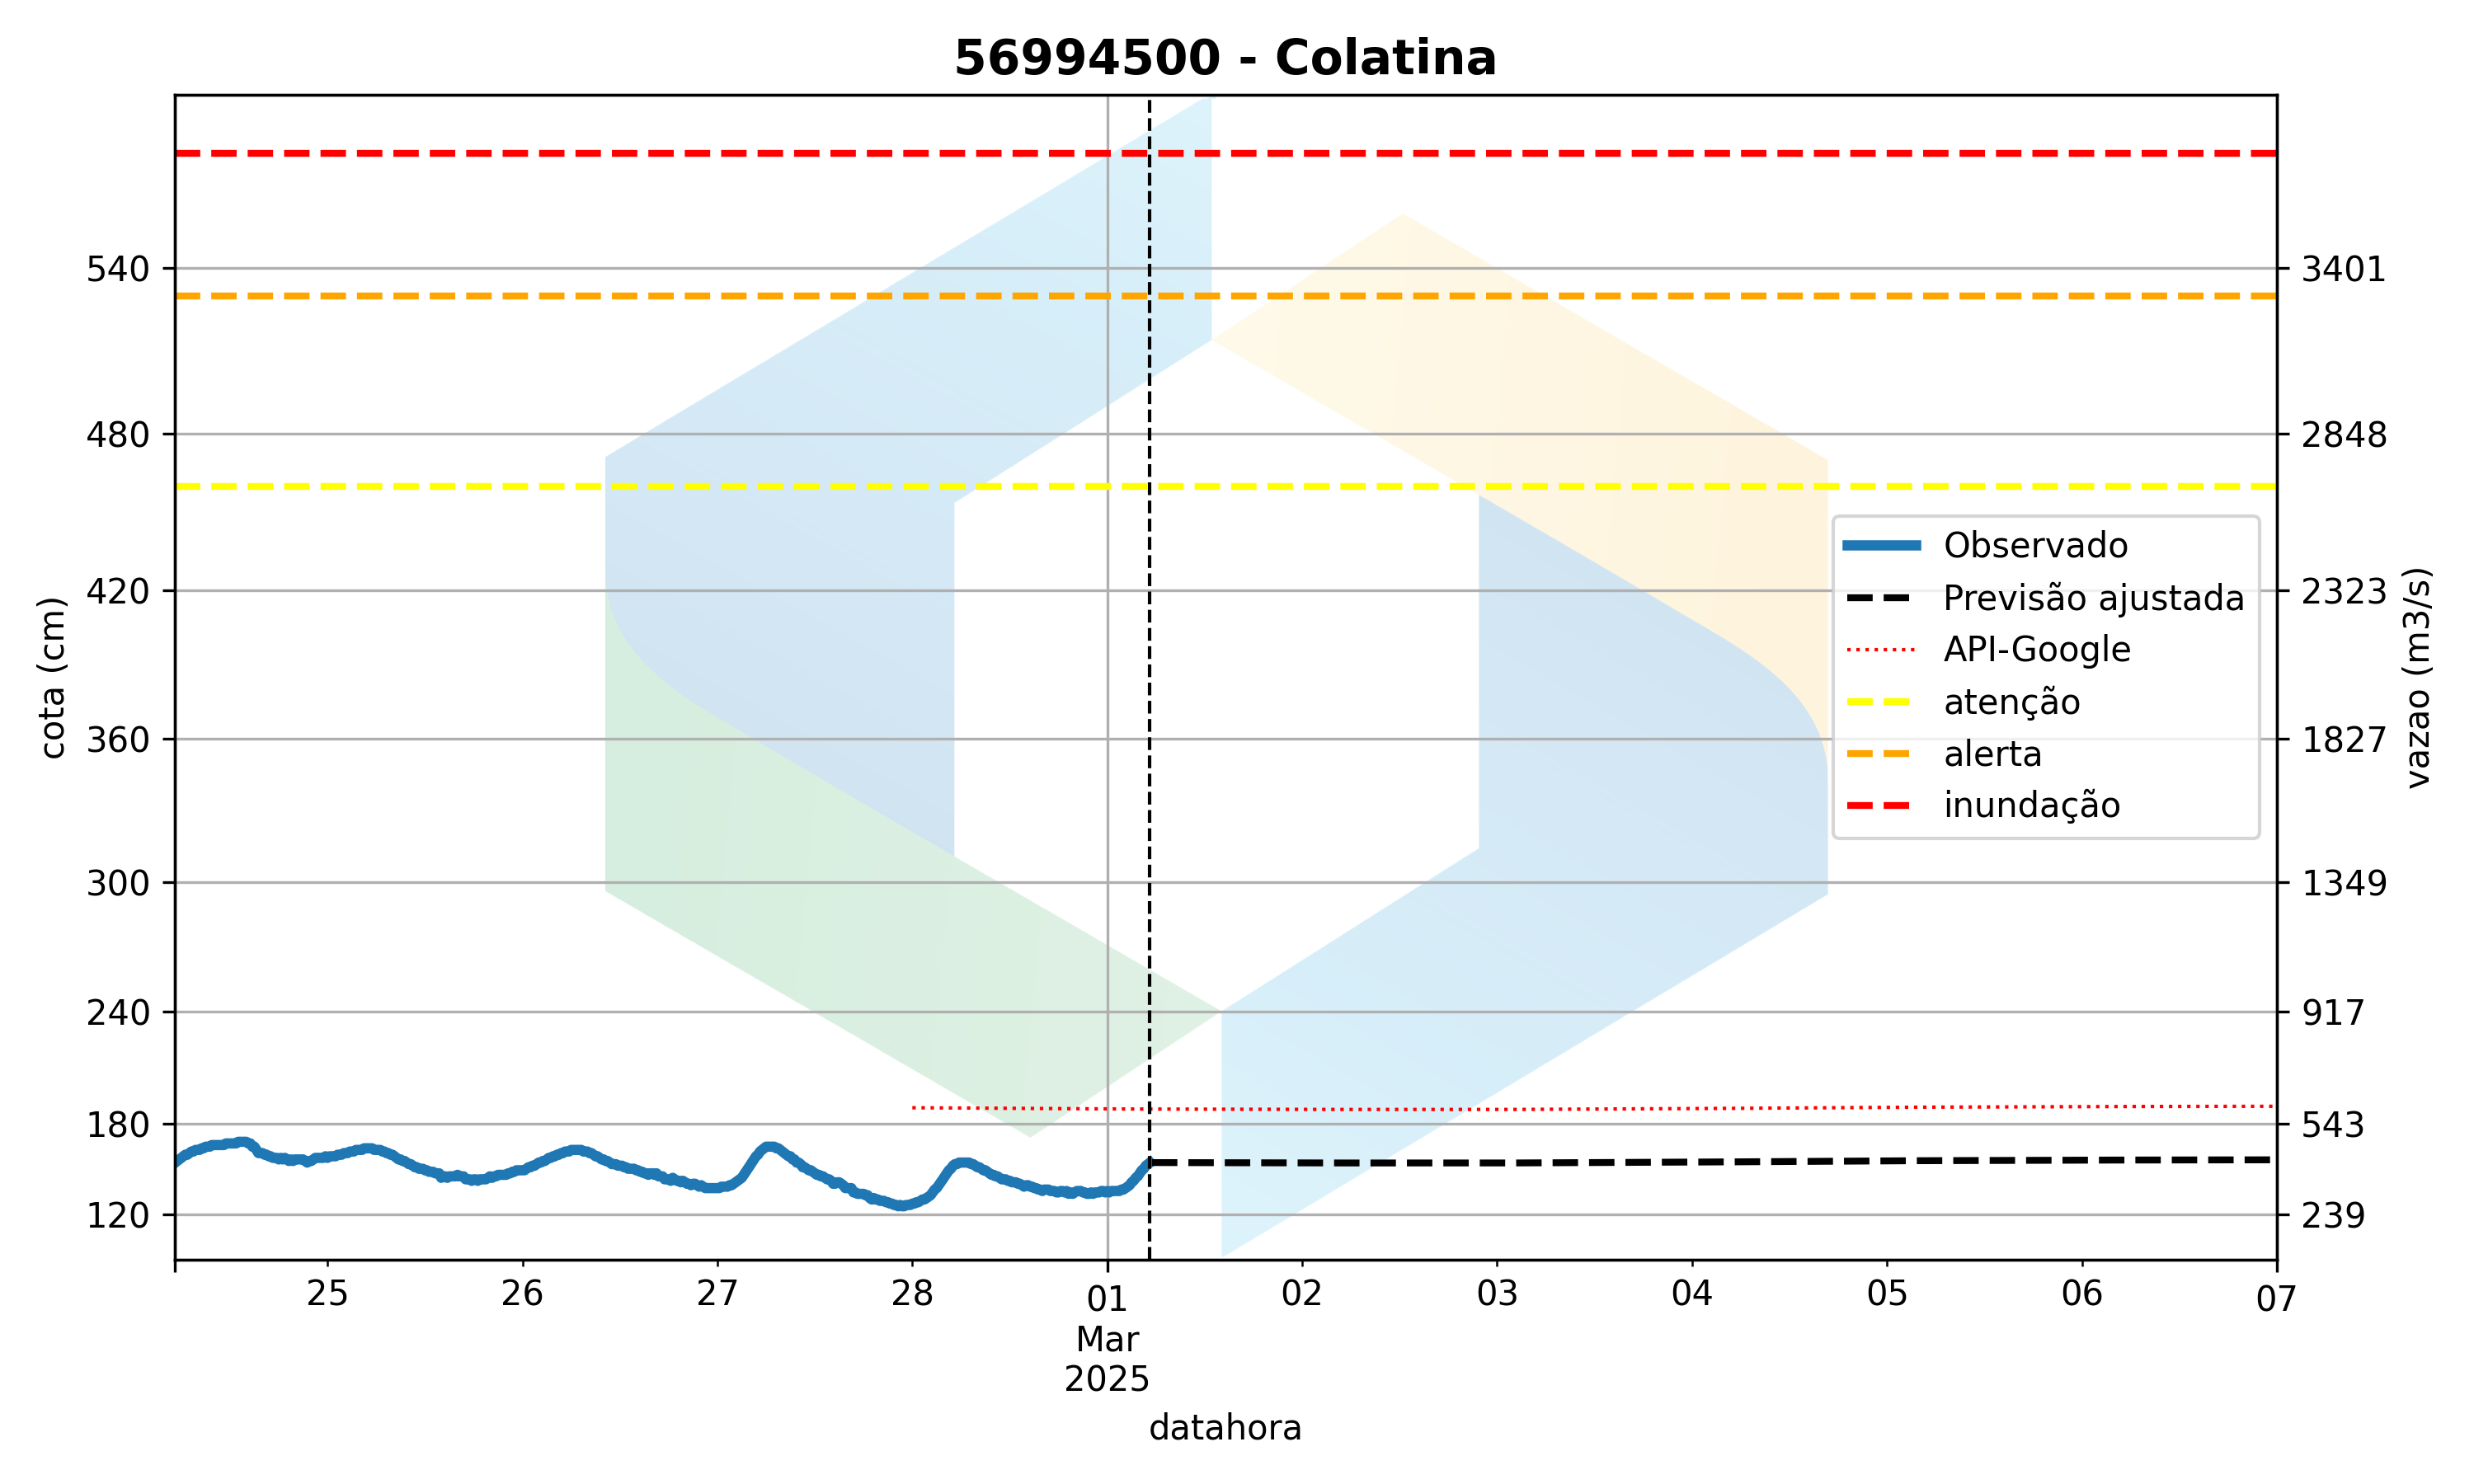 56994500 - Colatina
540
480
420
360
300
240
180
120
cota (cm)
3401
2848
2323
1827
1349
917
543
239
vazao (m3/s)
Observado
Previsão ajustada
API-Google
atenção
alerta
inundação
25
26
27
28
01
02
03
04
05
06
07
Mar
2025
datahora